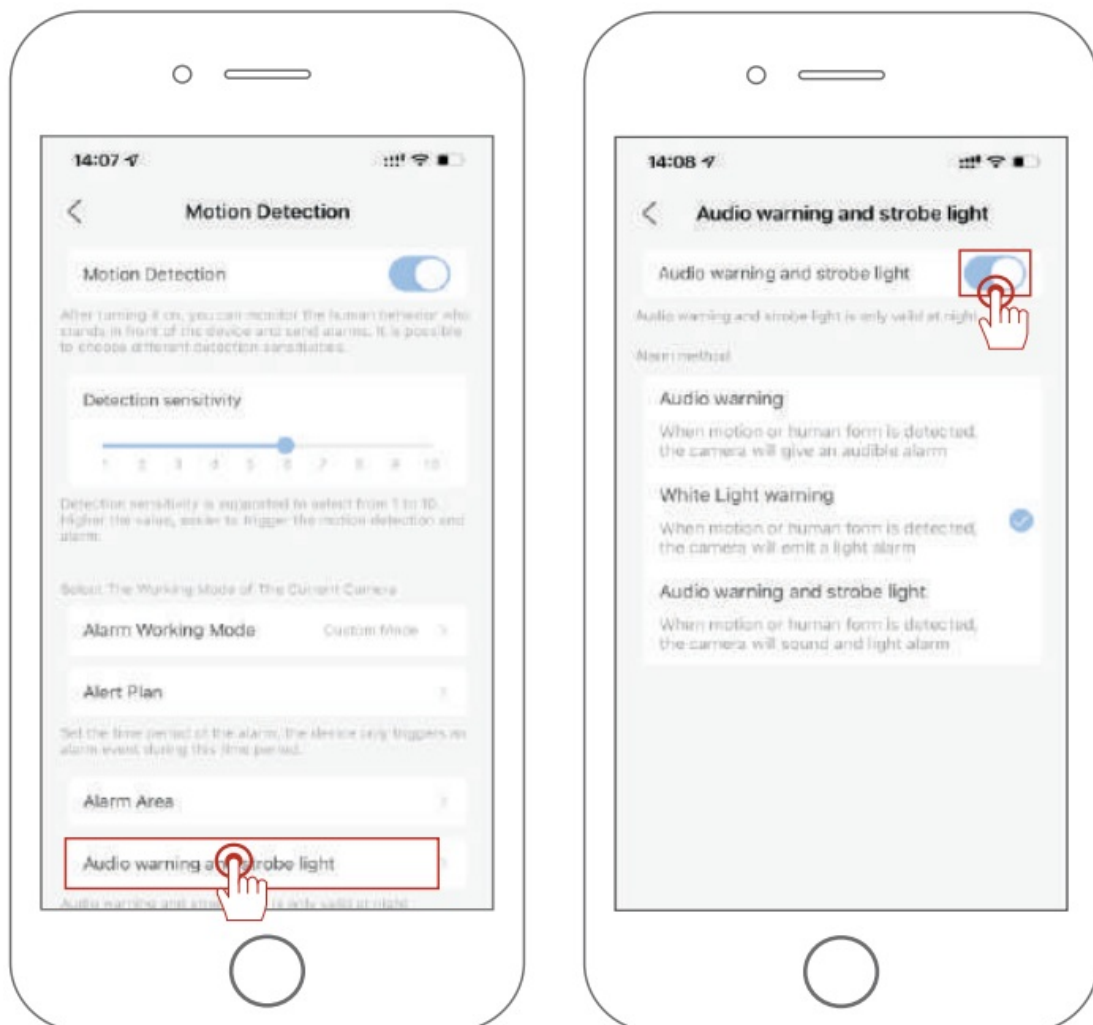 14:07
Motion Detection
Motion Detection
After turning it on, you can monitor the human behavior who
stands in front of the device and send alarms. It is possible
to choose different detection sensitivities.
Detection sensitivity
1 2 3 4 5 6 7 8 9 10
Detection sensitivity is supported to select from 1 to 10.
Higher the value, easier to trigger the motion detection and
alarm.
Select The Working Mode of The Current Camera
Alarm Working Mode Custom Mode
Alert Plan
Set the time period of the alarm, the device only triggers an
alarm event during this time period.
Alarm Area
Audio warning and strobe light
Audio warning and is only valid at night
14:08
Audio warning and strobe light
Audio warning and strobe light
Audio warning and strobe light is only valid at night
Alarm method
Audio warning
When motion or human form is detected,
the camera will give an audible alarm
White Light warning
When motion or human form is detected,
the camera will emit a light alarm
Audio warning and strobe light
When motion or human form is detected,
the camera will sound and light alarm